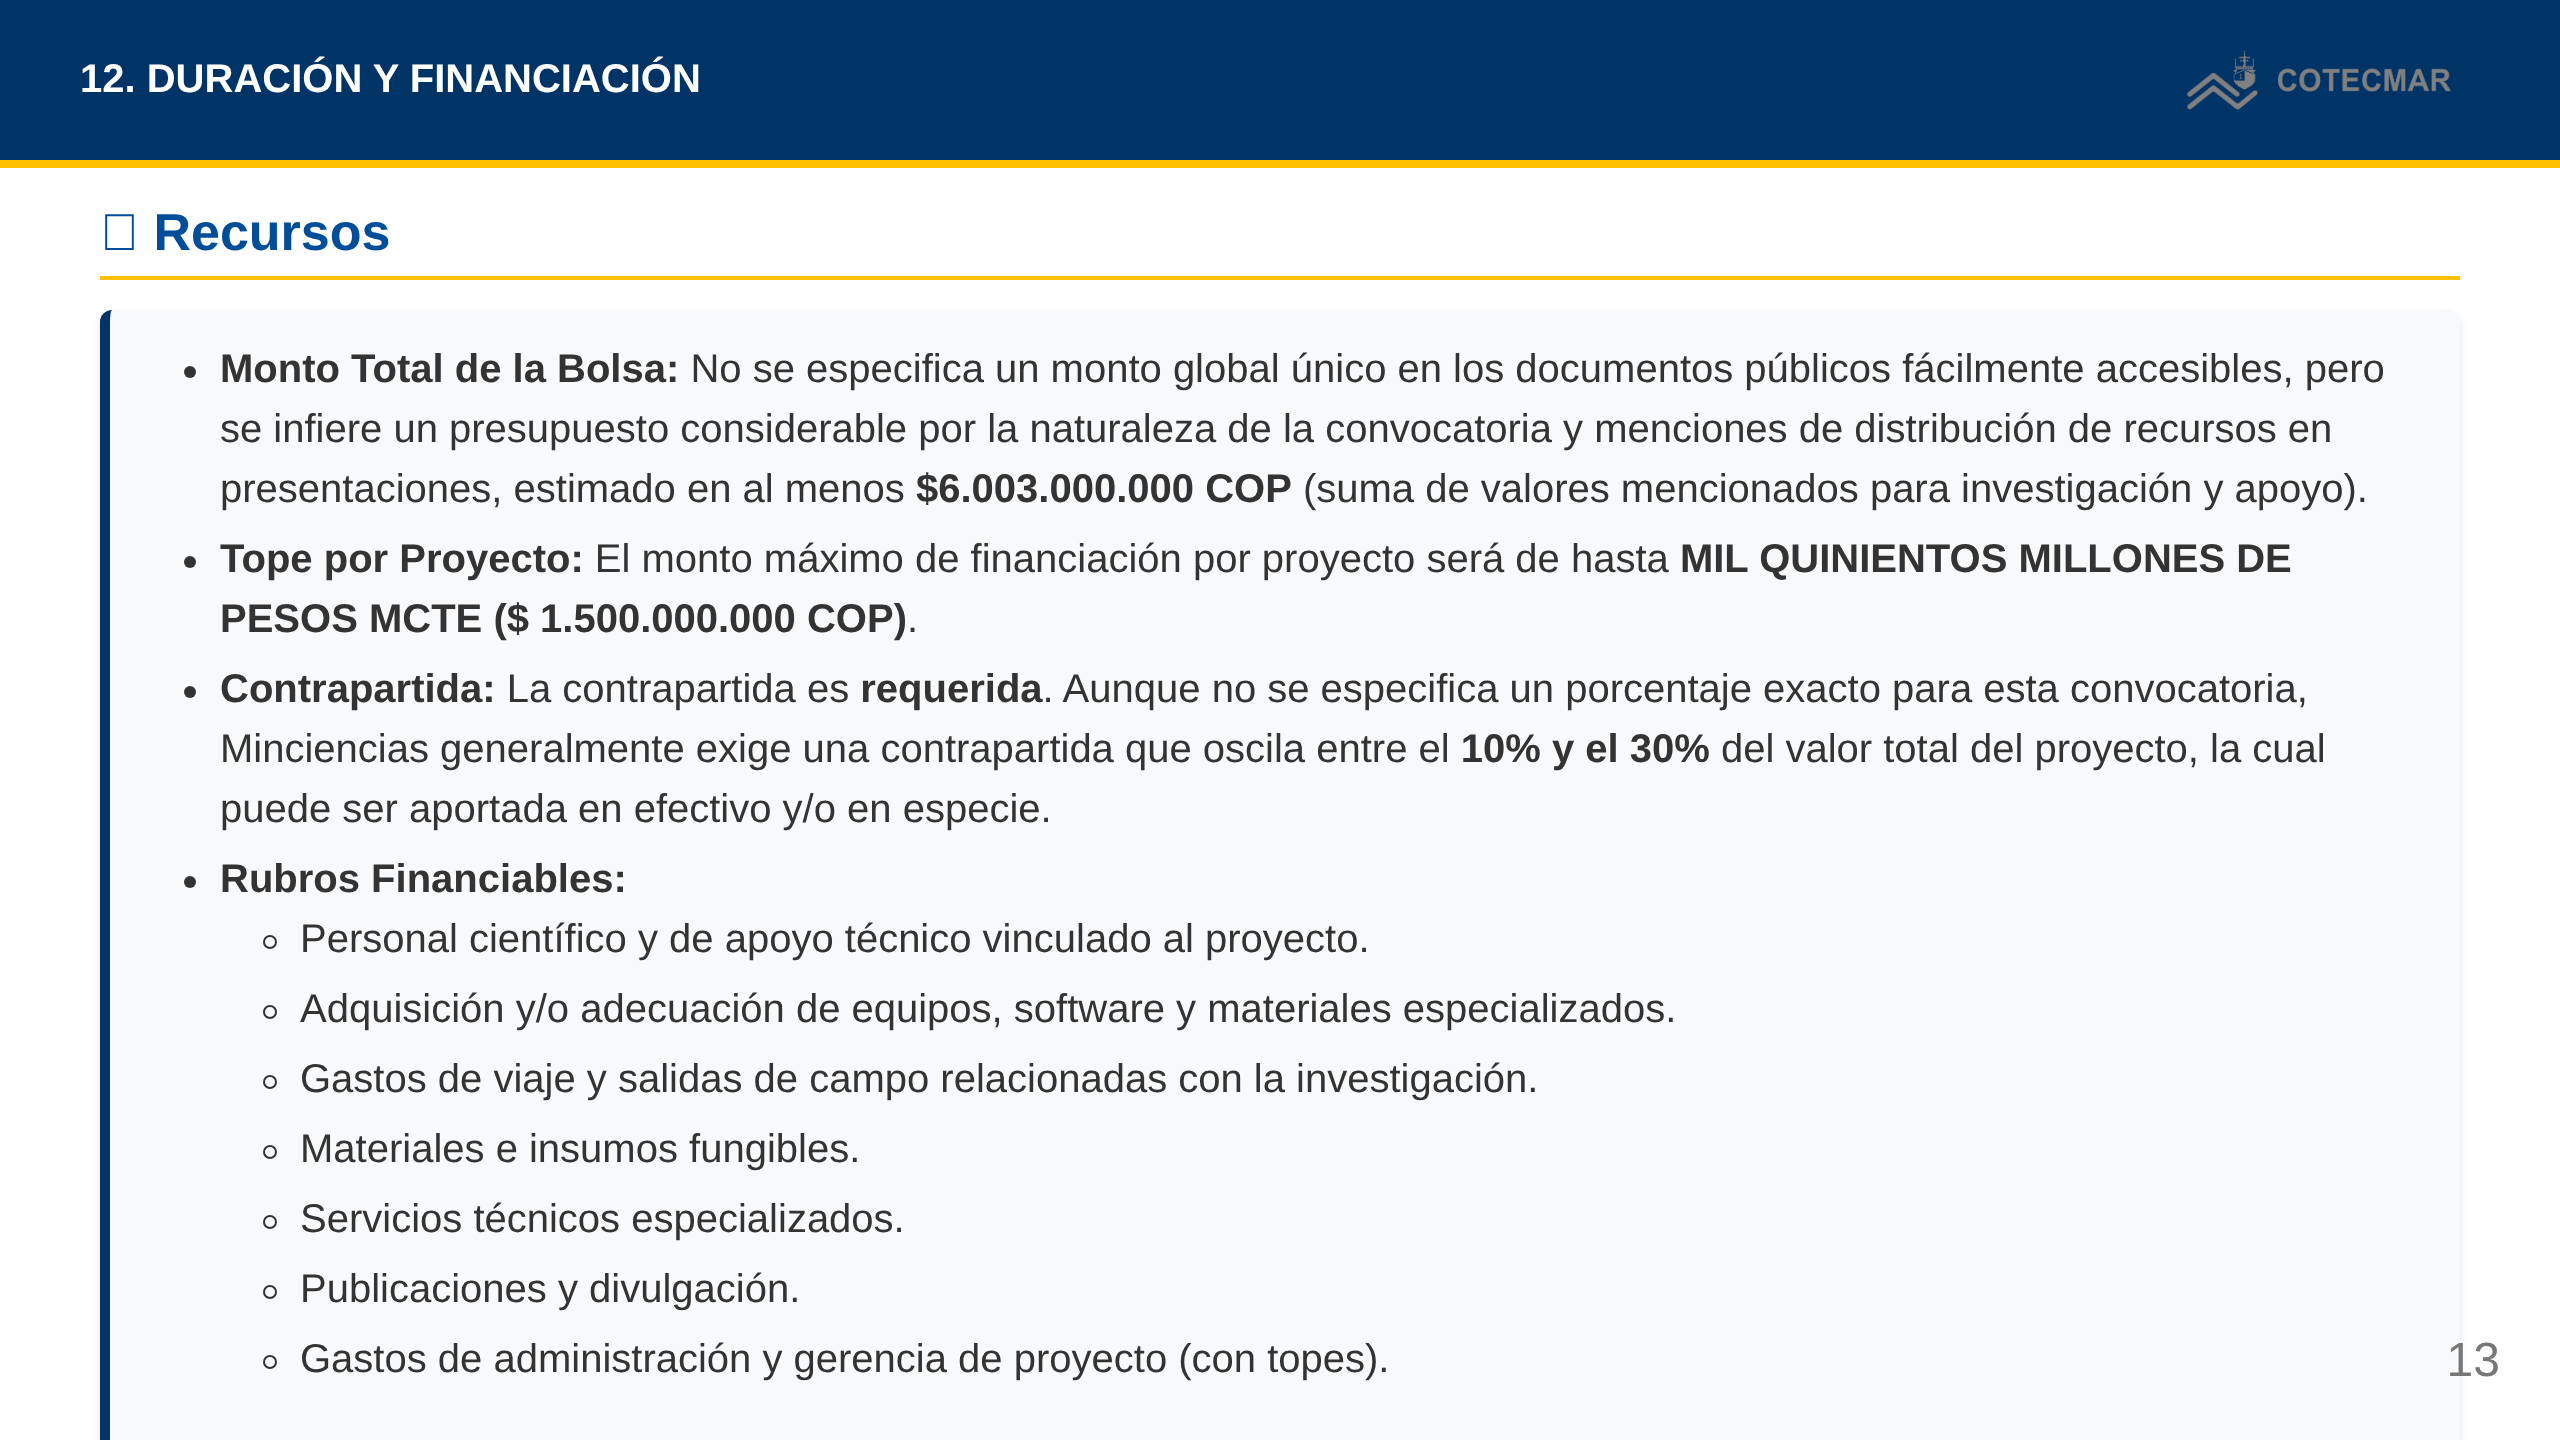 12. DURACIÓN Y FINANCIACIÓN
COTECMAR
Recursos
• Monto Total de la Bolsa: No se especifica un monto global único en los documentos públicos fácilmente accesibles, pero
se infiere un presupuesto considerable por la naturaleza de la convocatoria y menciones de distribución de recursos en
presentaciones, estimado en al menos $6.003.000.000 COP (suma de valores mencionados para investigación y apoyo).
• Tope por Proyecto: El monto máximo de financiación por proyecto será de hasta MIL QUINIENTOS MILLONES DE
PESOS MCTE ($ 1.500.000.000 COP).
• Contrapartida: La contrapartida es requerida. Aunque no se especifica un porcentaje exacto para esta convocatoria,
Minciencias generalmente exige una contrapartida que oscila entre el 10% y el 30% del valor total del proyecto, la cual
puede ser aportada en efectivo y/o en especie.
• Rubros Financiables:
◦ Personal científico y de apoyo técnico vinculado al proyecto.
◦ Adquisición y/o adecuación de equipos, software y materiales especializados.
◦ Gastos de viaje y salidas de campo relacionadas con la investigación.
◦ Materiales e insumos fungibles.
◦ Servicios técnicos especializados.
◦ Publicaciones y divulgación.
◦ Gastos de administración y gerencia de proyecto (con topes).
13